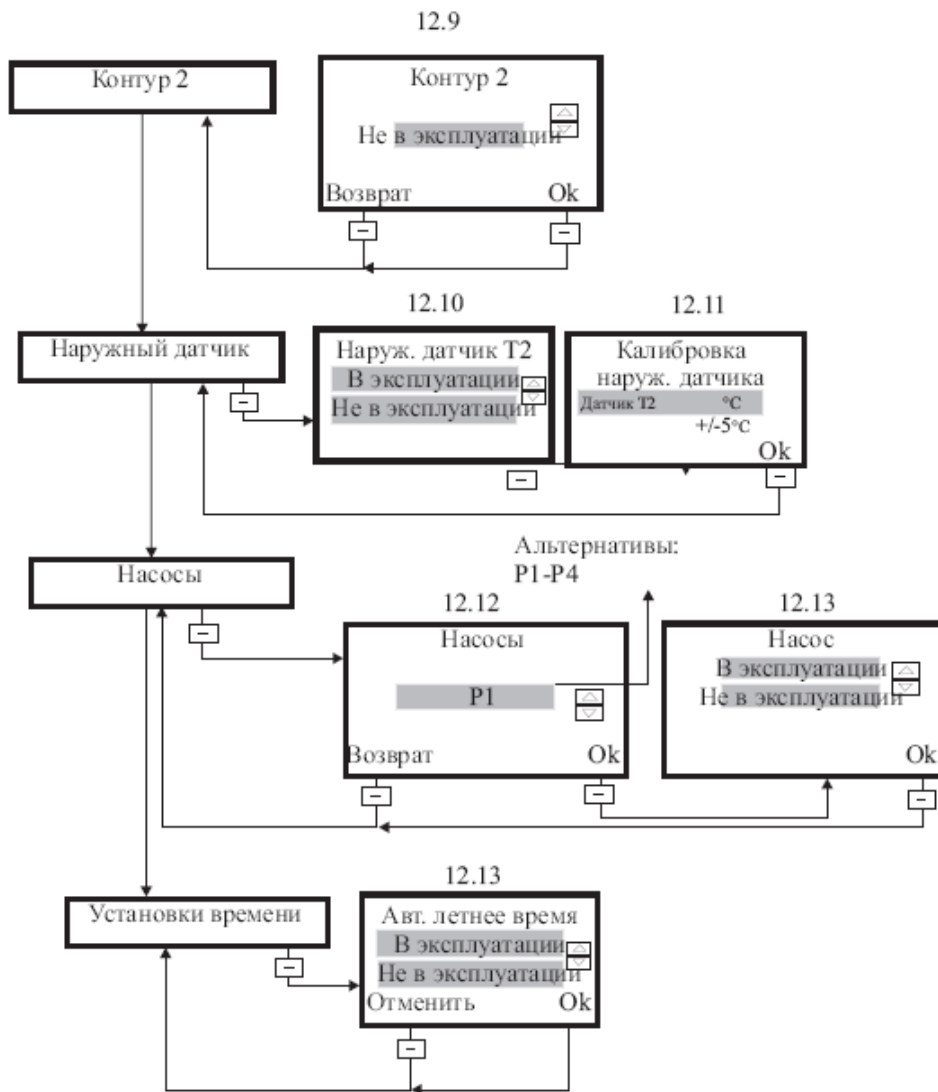 12.9
Контур 2
Контур 2
Не в эксплуатации
Возврат Ok
12.10
12.11
Наружный датчик
Наруж. датчик T2
В эксплуатации
Не в эксплуатации
Калибровка
наруж. датчика
Датчик T2 °C
+/-5°C
Ok
Альтернативы:
P1-P4
Насосы
12.12
Насосы
P1
Возврат Ok
12.13
Насос
В эксплуатации
Не в эксплуатации
Ok
12.13
Установки времени
Авт. летнее время
В эксплуатации
Не в эксплуатации
Отменить Ok